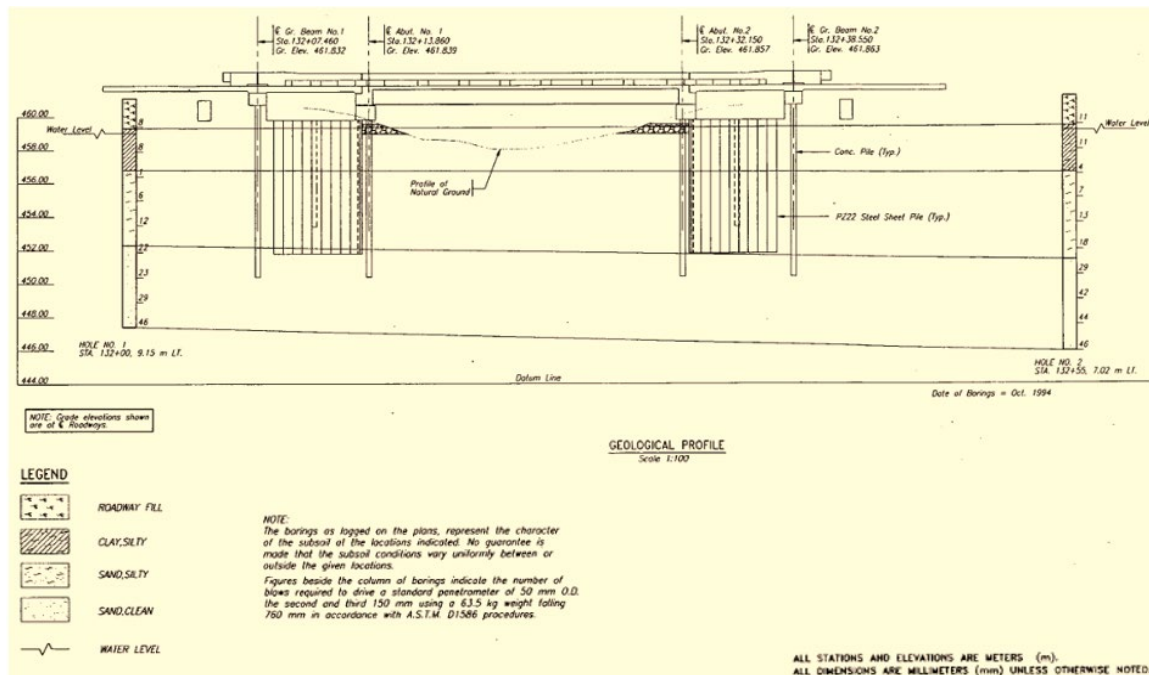 ℄ Gr. Beam No.1
Sta.132+07.460
Gr. Elev. 461.832
℄ Abut. No. 1
Sta.132+13.860
Gr. Elev. 461.839
℄ Abut. No.2
Sta.132+32.150
Gr. Elev. 461.857
℄ Gr. Beam No.2
Sta.132+38.550
Gr. Elev. 461.863
460.00
458.00
456.00
454.00
452.00
450.00
448.00
446.00
444.00
Water Level
8
8
1
6
12
22
23
29
46
HOLE NO. 1
STA. 132+00, 9.15 m LT.
Profile of
Natural Ground
Conc. Pile (Typ.)
PZ22 Steel Sheet Pile (Typ.)
Water Level
11
11
4
7
13
18
29
42
44
46
HOLE NO. 2
STA. 132+55, 7.02 m LT.
Datum Line
Date of Borings = Oct. 1994
NOTE: Grade elevations shown
are at ℄ Roadways.
GEOLOGICAL PROFILE
Scale 1:100
LEGEND
ROADWAY FILL
CLAY,SILTY
SAND,SILTY
SAND,CLEAN
WATER LEVEL
NOTE:
The borings as logged on the plans, represent the character
of the subsoil at the locations indicated. No guarantee is
made that the subsoil conditions vary uniformly between or
outside the given locations.
Figures beside the column of borings indicate the number of
blows required to drive a standard penetrometer of 50 mm O.D.
the second and third 150 mm using a 63.5 kg weight falling
760 mm in accordance with A.S.T.M. D1586 procedures.
ALL STATIONS AND ELEVATIONS ARE METERS (m).
ALL DIMENSIONS ARE MILLIMETERS (mm) UNLESS OTHERWISE NOTED.